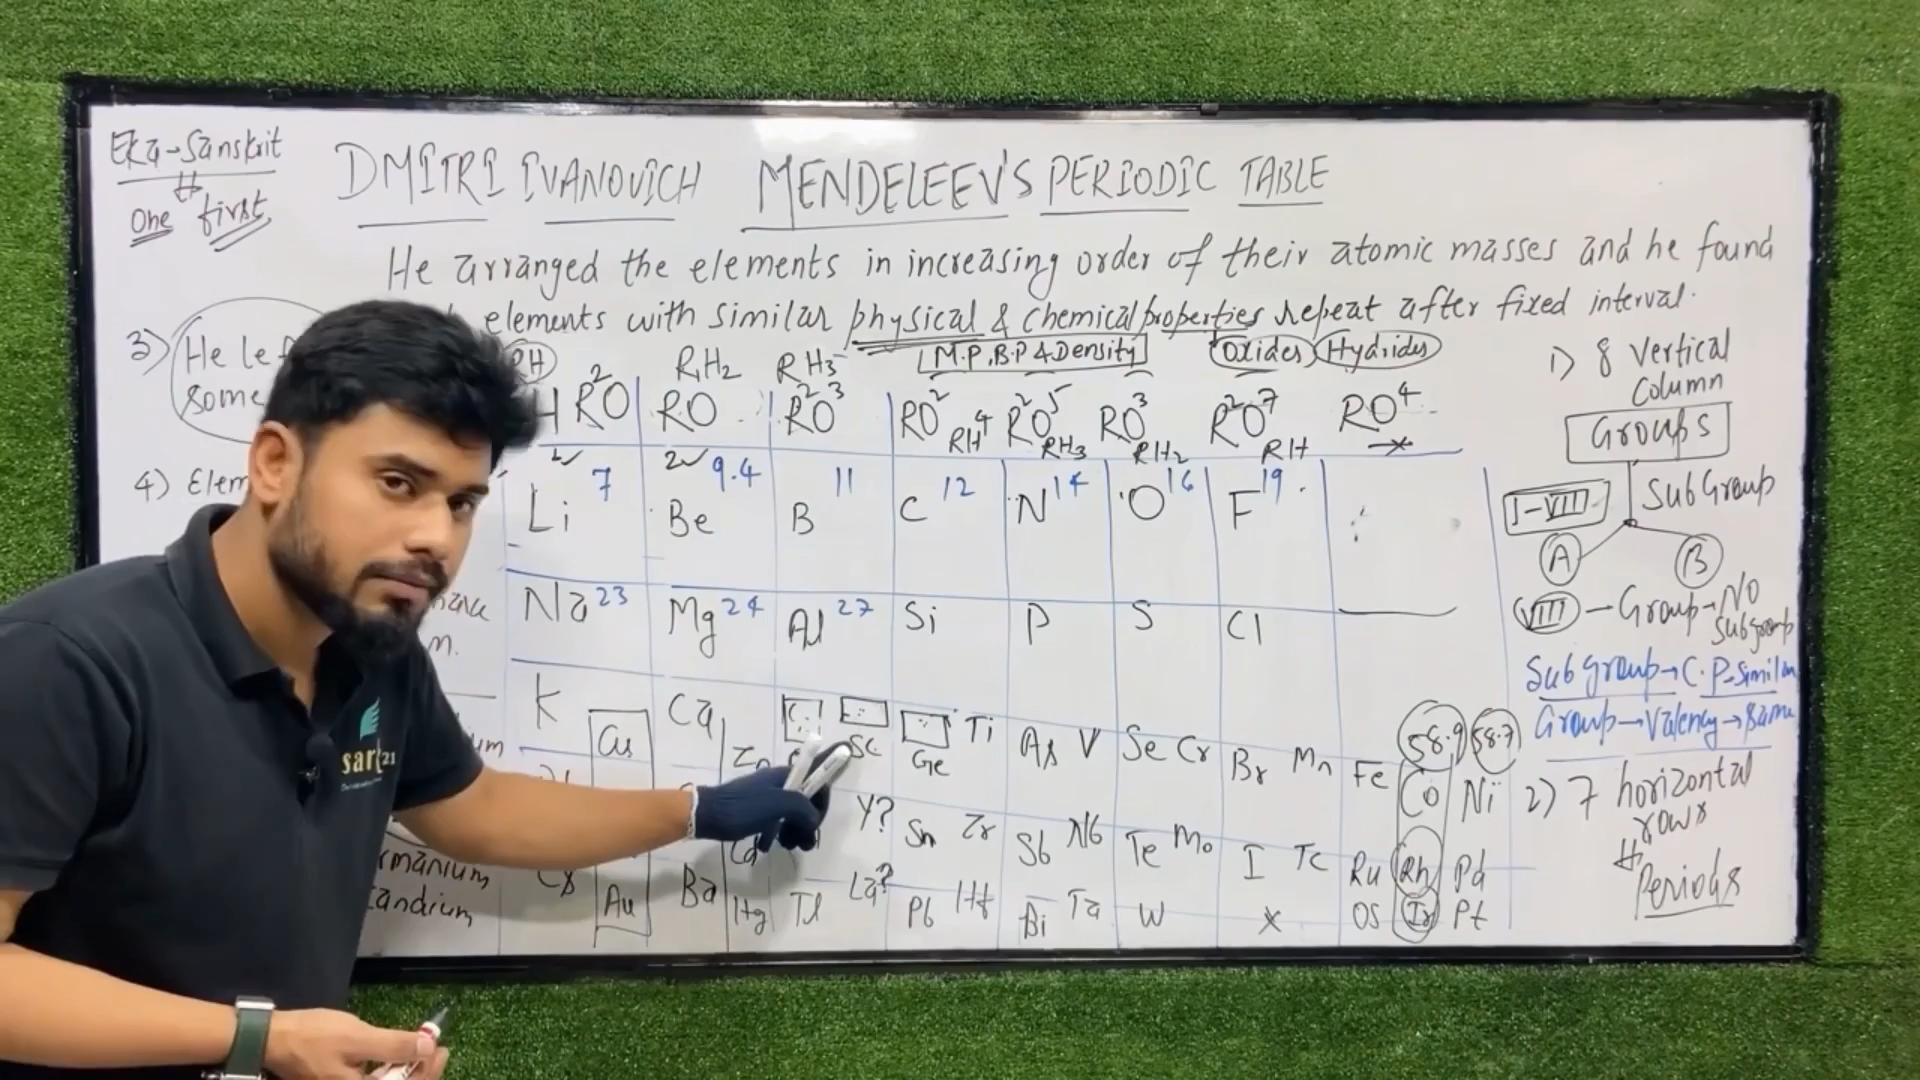 Eka-Sanskrit
one first
DMITRI IVANOVICH MENDELEEV'S PERIODIC TABLE
He arranged the elements in increasing order of their atomic masses and he found
elements with similar physical & chemical properties repeat after fixed interval.
M.P, B.P & Density
Oxides Hydrides
3) He le
some
4) Elem
RH RH2 RH3
H R2O RO R2O3 RO2 RH4 R2O5 RH3 RO3 RH2 R2O7 RH RO4
Li 7 Be 9.4 B 11 C 12 N 14 O 16 F 19
Na 23 Mg 24 Al 27 Si P S Cl
K Cu Ca Sc Ge Ti As V Se Cr Br Mn Fe Co 58.9 Ni 58.7
Cd Y? Sn Zr Sb Nb Te Mo I Tc Ru Rh Pd
Cs Au Ba Hg Tl La? Pb Hf Bi Ta W Os Ir Pt
rmanium
candium
1) 8 Vertical
Column
Groups
I-VII Sub Group
A B
VIII - Group → No
Subgroup
Sub group → C.P-Similar
Group → Valency → Same
2) 7 horizontal
rows
Periods
21